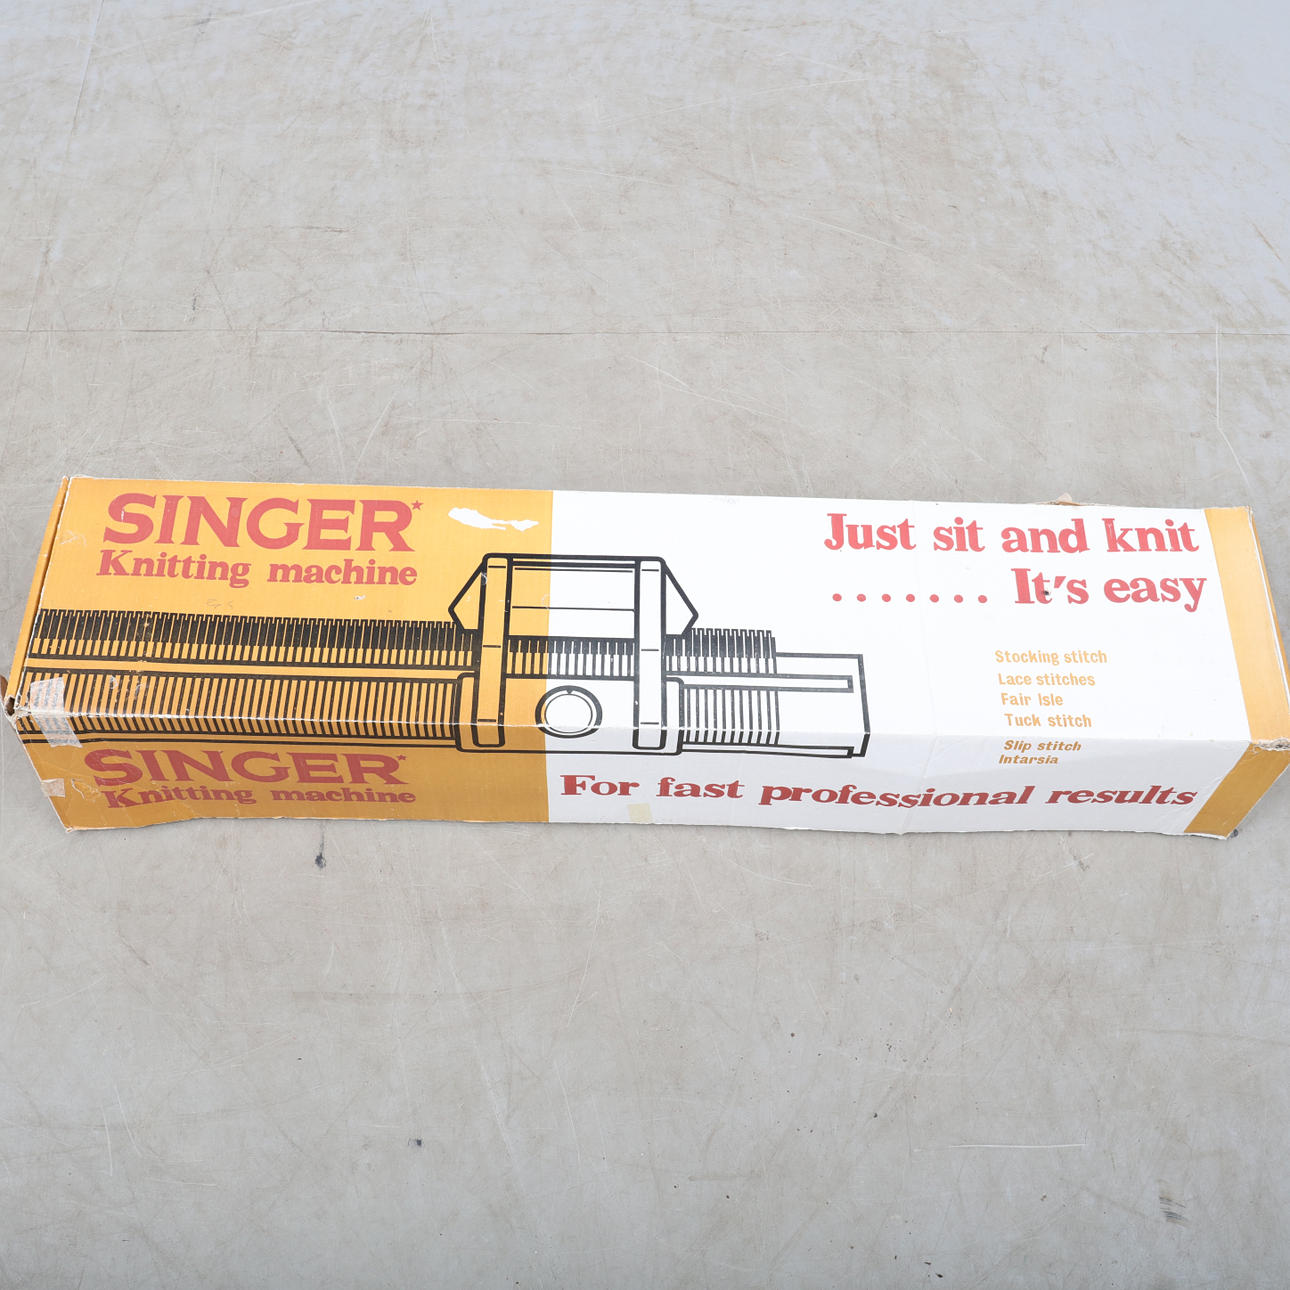 SINGER*
Knitting machine
Just sit and knit
....... It's easy
Stocking stitch
Lace stitches
Fair Isle
Tuck stitch
Slip stitch
Intarsia
SINGER*
Knitting machine
For fast professional results